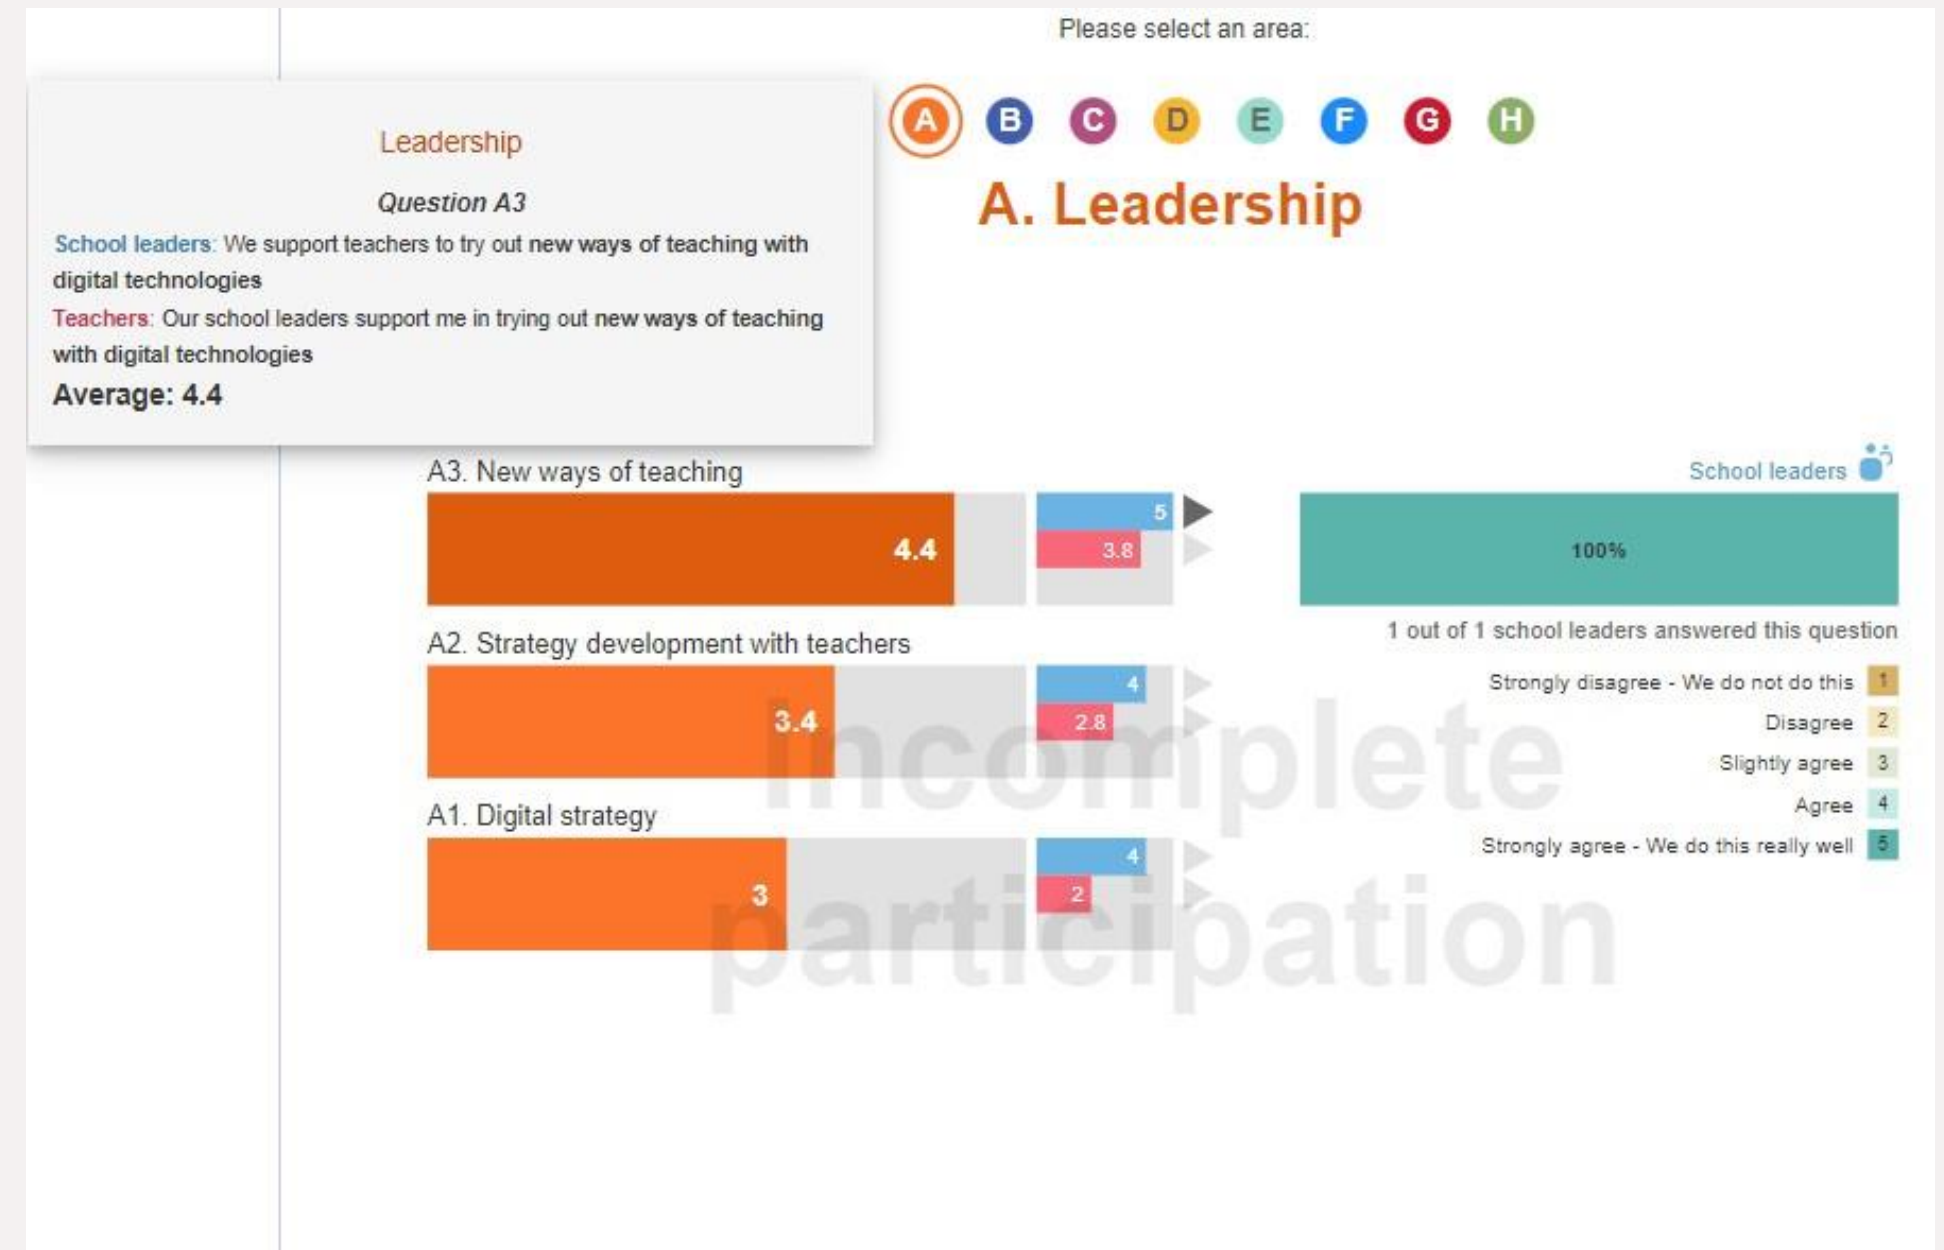 Please select an area:
A B C D E F G H
A. Leadership
Leadership
Question A3
School leaders: We support teachers to try out new ways of teaching with
digital technologies
Teachers: Our school leaders support me in trying out new ways of teaching
with digital technologies
Average: 4.4
A3. New ways of teaching
4.4
5
3.8
A2. Strategy development with teachers
3.4
4
2.8
A1. Digital strategy
3
4
2
School leaders
100%
1 out of 1 school leaders answered this question
Strongly disagree - We do not do this 1
Disagree 2
Slightly agree 3
Agree 4
Strongly agree - We do this really well 5
incomplete
participation